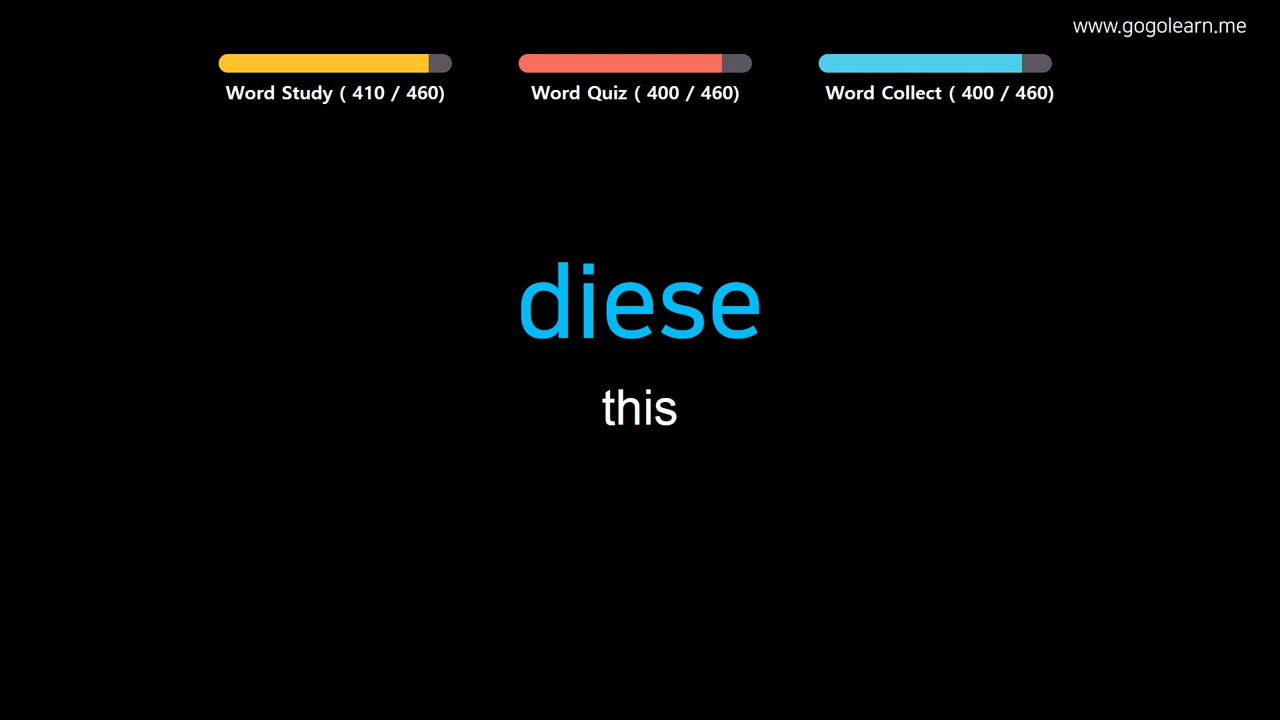 www.gogolearn.me
Word Study ( 410 / 460)
Word Quiz ( 400 / 460)
Word Collect ( 400 / 460)
diese
this